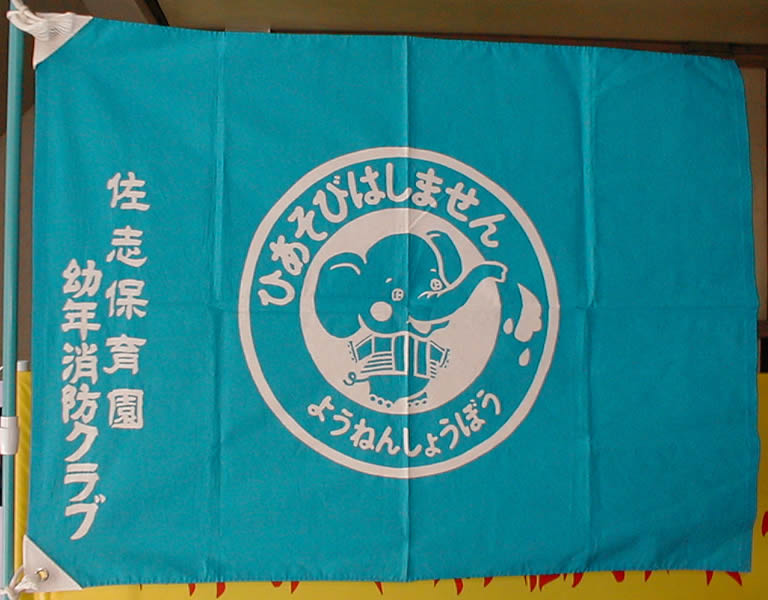 佐志保育園
幼年消防クラブ
ひあそびはしません
ようねんしょうぼう